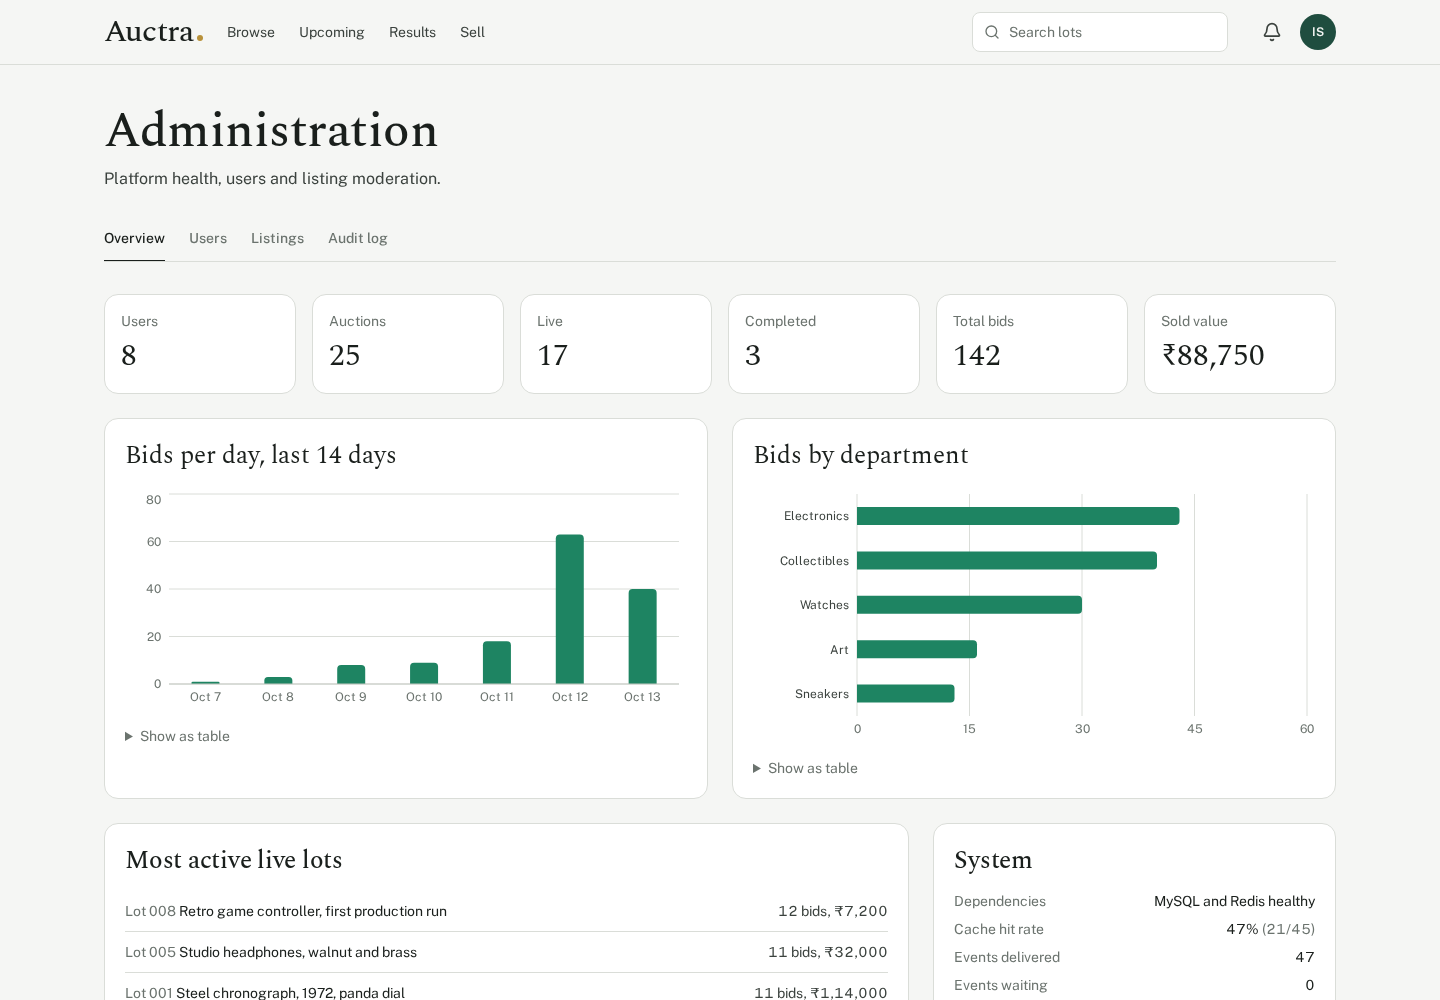 Auctra.
Browse
Upcoming
Results
Sell
Search lots
IS
Administration
Platform health, users and listing moderation.
Overview
Users
Listings
Audit log
Users
8
Auctions
25
Live
17
Completed
3
Total bids
142
Sold value
₹88,750
Bids per day, last 14 days
80
60
40
20
0
Oct 7
Oct 8
Oct 9
Oct 10
Oct 11
Oct 12
Oct 13
Show as table
Bids by department
Electronics
Collectibles
Watches
Art
Sneakers
0
15
30
45
60
Show as table
Most active live lots
Lot 008 Retro game controller, first production run
12 bids, ₹7,200
Lot 005 Studio headphones, walnut and brass
11 bids, ₹32,000
Lot 001 Steel chronograph, 1972, panda dial
11 bids, ₹1,14,000
System
Dependencies
MySQL and Redis healthy
Cache hit rate
47% (21/45)
Events delivered
47
Events waiting
0